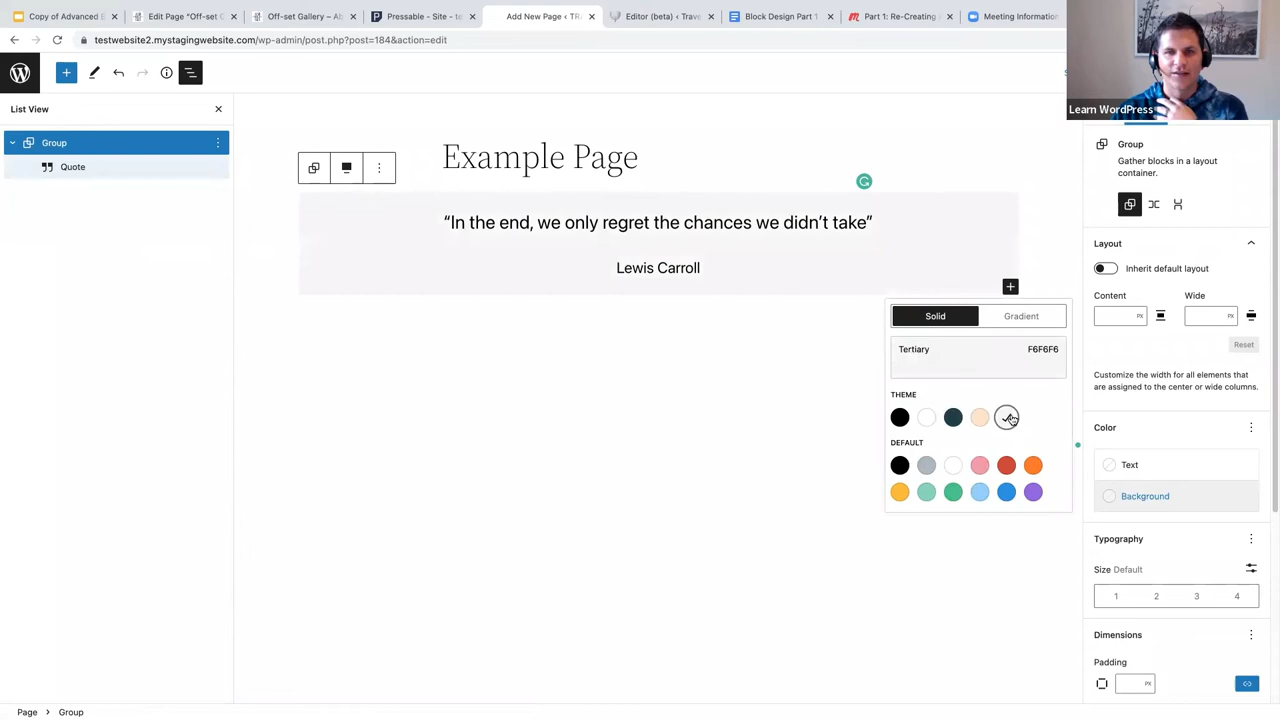 Copy of Advanced E
Edit Page "Off-set G
Off-set Gallery – Ab
Pressable - Site - te
Add New Page ‹ TRA
Editor (beta) ‹ Trave
Block Design Part 1
Part 1: Re-Creating
Meeting Information
testwebsite2.mystagingwebsite.com/wp-admin/post.php?post=184&action=edit
Learn WordPress
List View
Group
Quote
Example Page
“In the end, we only regret the chances we didn’t take”
Lewis Carroll
Solid
Gradient
Tertiary
F6F6F6
THEME
DEFAULT
Group
Gather blocks in a layout
container.
Layout
Inherit default layout
Content
Wide
PX
PX
Reset
Customize the width for all elements that
are assigned to the center or wide columns.
Color
Text
Background
Typography
Size Default
1 2 3 4
Dimensions
Padding
PX
Page > Group